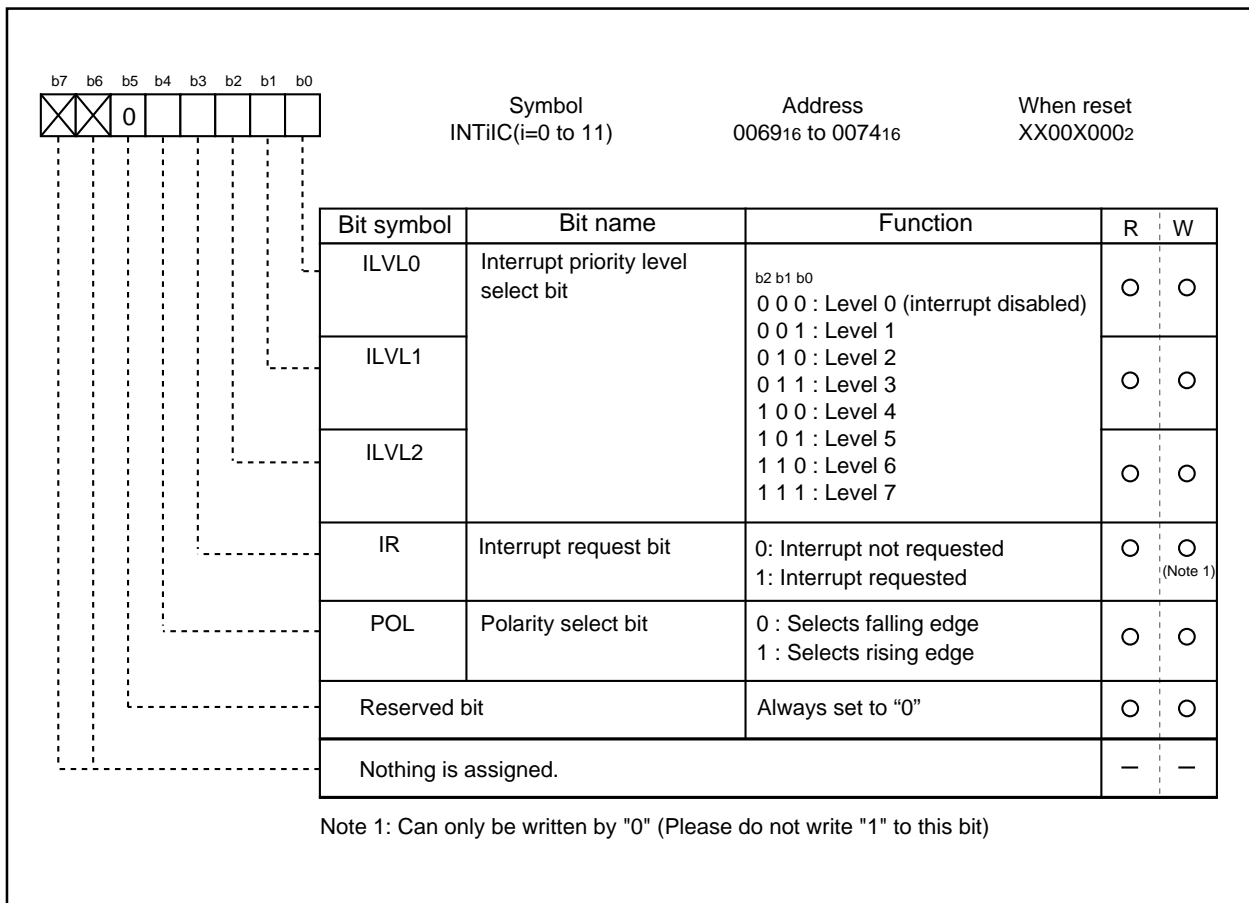 b7 b6 b5 b4 b3 b2 b1 b0
0
Symbol Address When reset
INTiIC(i=0 to 11) 006916 to 007416 XX00X0002
Bit symbol Bit name Function R W
ILVL0 Interrupt priority level
select bit
b2 b1 b0
0 0 0 : Level 0 (interrupt disabled)
0 0 1 : Level 1
ILVL1 0 1 0 : Level 2
0 1 1 : Level 3
1 0 0 : Level 4
1 0 1 : Level 5
ILVL2 1 1 0 : Level 6
1 1 1 : Level 7
IR Interrupt request bit 0: Interrupt not requested
1: Interrupt requested (Note 1)
POL Polarity select bit 0 : Selects falling edge
1 : Selects rising edge
Reserved bit Always set to “0”
Nothing is assigned. – –
Note 1: Can only be written by "0" (Please do not write "1" to this bit)